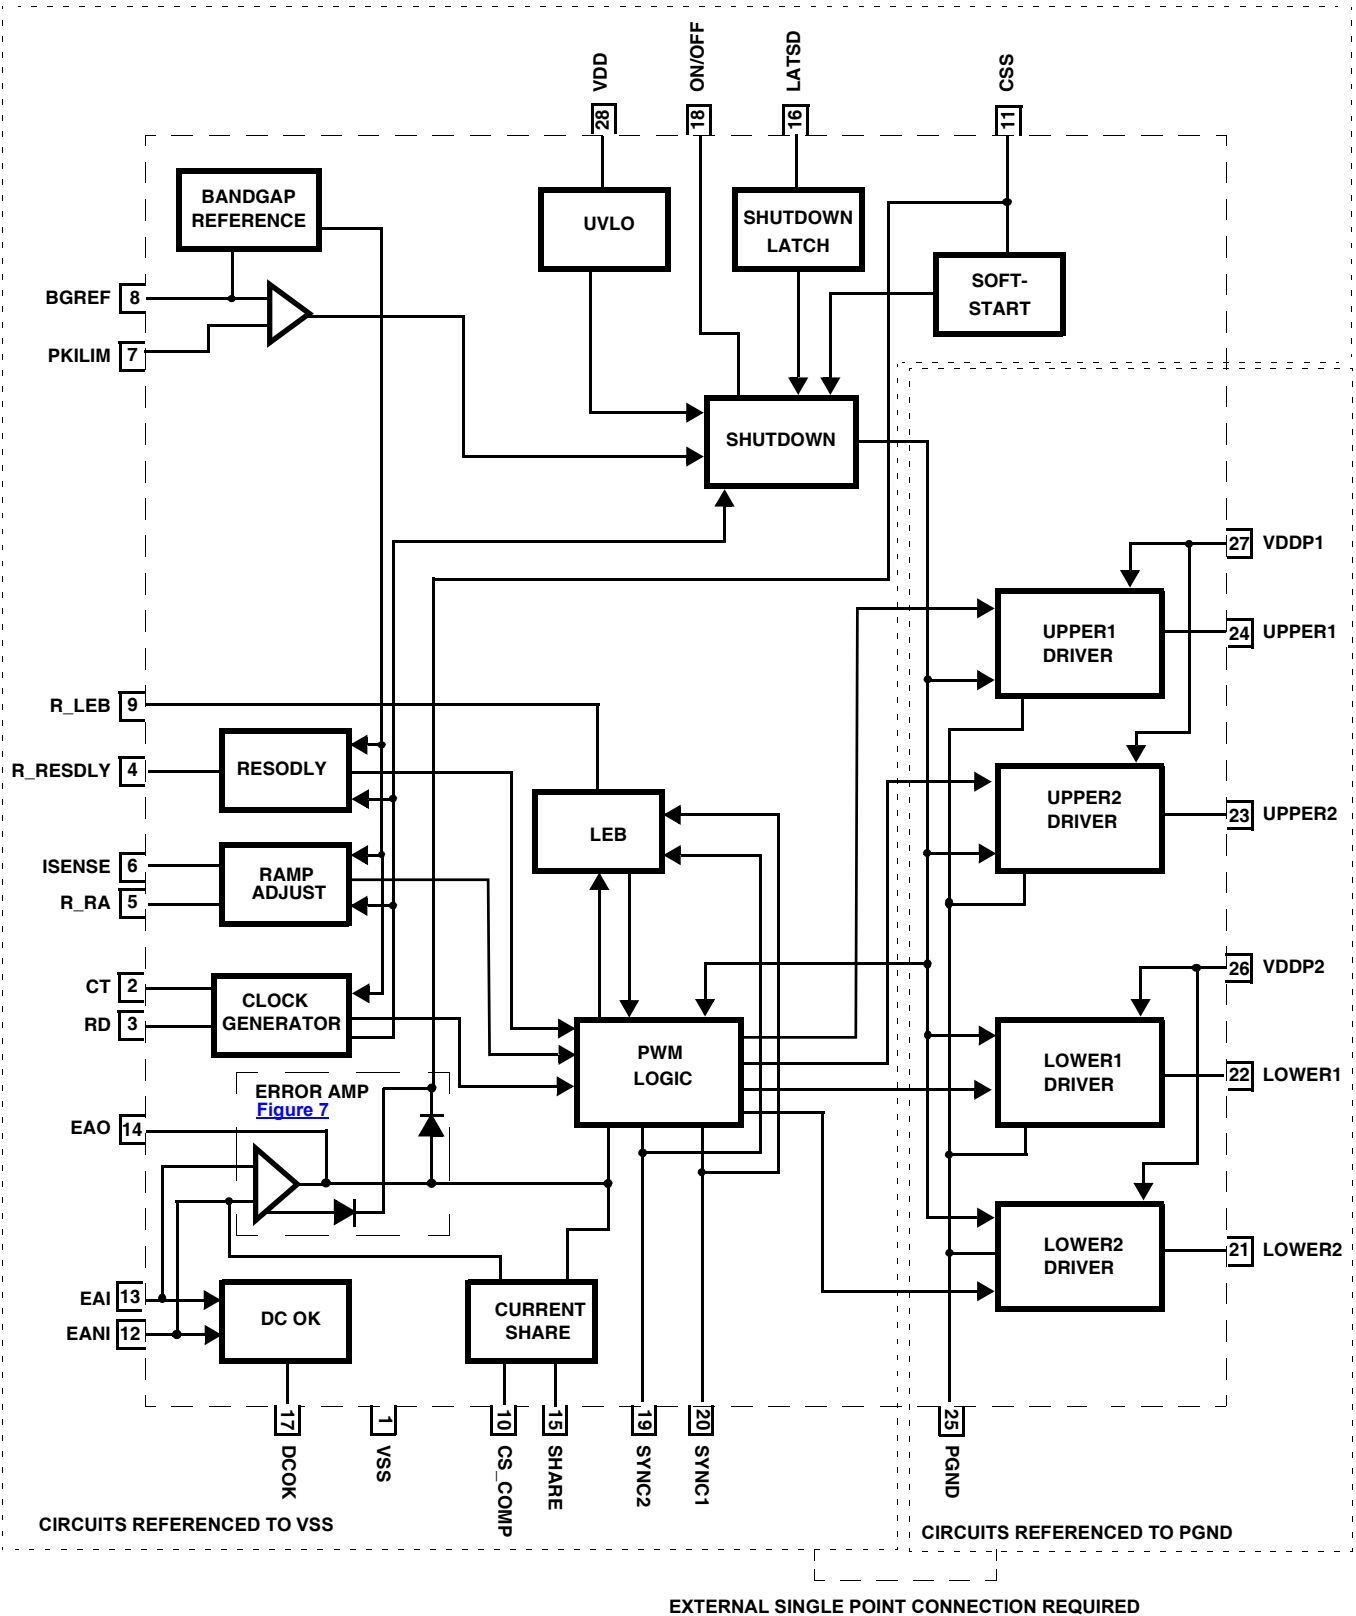 VDD
ON/OFF
LATSD
CSS
28
18
16
11
BANDGAP
REFERENCE
UVLO
SHUTDOWN
LATCH
SOFT-
START
BGREF 8
PKILIM 7
SHUTDOWN
27 VDDP1
UPPER1
DRIVER
24 UPPER1
R_LEB 9
R_RESDLY 4
RESODLY
LEB
UPPER2
DRIVER
23 UPPER2
ISENSE 6
R_RA 5
RAMP
ADJUST
CT 2
RD 3
CLOCK
GENERATOR
26 VDDP2
PWM
LOGIC
LOWER1
DRIVER
22 LOWER1
ERROR AMP
Figure 7
EAO 14
LOWER2
DRIVER
21 LOWER2
EAI 13
EANI 12
DC OK
CURRENT
SHARE
17
1
10
15
19
20
25
DCOK
VSS
CS_COMP
SHARE
SYNC2
SYNC1
PGND
CIRCUITS REFERENCED TO VSS
CIRCUITS REFERENCED TO PGND
EXTERNAL SINGLE POINT CONNECTION REQUIRED